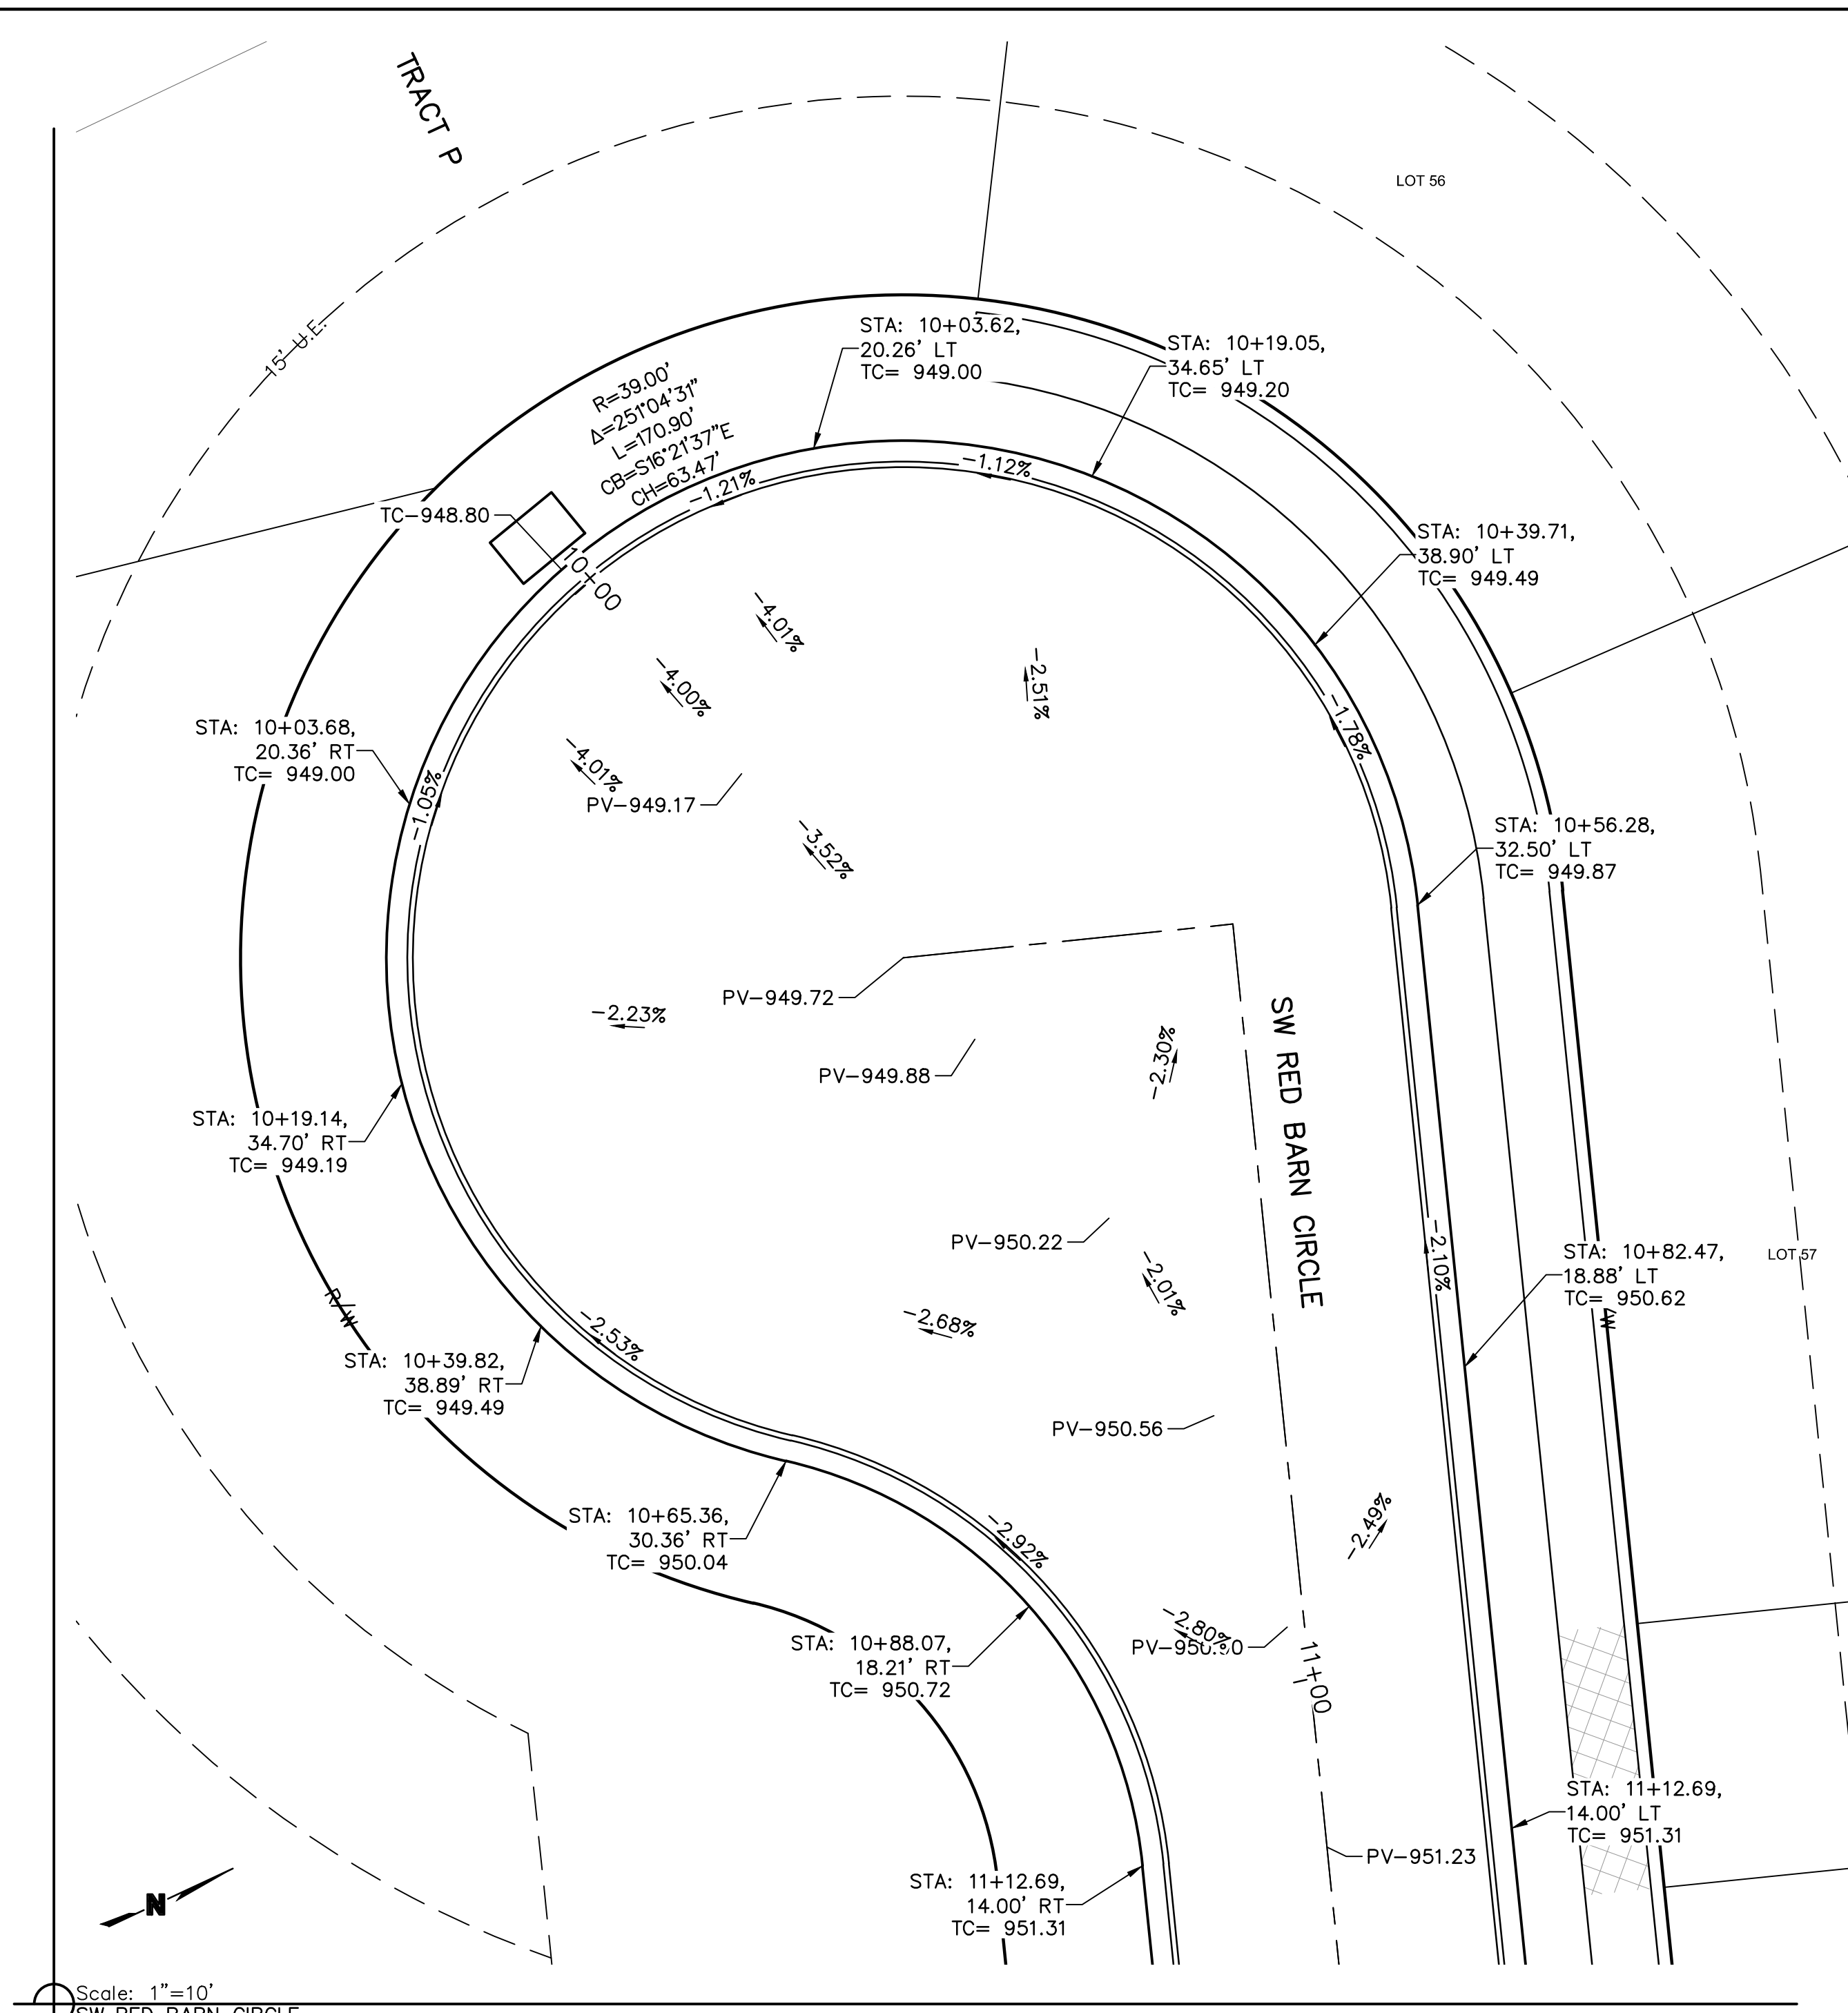 TRACT P
LOT 56
15' U.E.
STA: 10+03.62,
20.26' LT
TC= 949.00
STA: 10+19.05,
34.65' LT
TC= 949.20
R=39.00'
Δ=251°04'31"
L=170.90'
CB=S16°21'37"E
CH=63.47'
-1.12%
-1.21%
TC-948.80
10+00
STA: 10+39.71,
38.90' LT
TC= 949.49
-4.01%
-4.00%
-2.51%
-1.78%
STA: 10+03.68,
20.36' RT
TC= 949.00
-4.01%
-1.05%
PV-949.17
-3.52%
STA: 10+56.28,
32.50' LT
TC= 949.87
PV-949.72
-2.23%
SW RED BARN CIRCLE
PV-949.88
-2.30%
STA: 10+19.14,
34.70' RT
TC= 949.19
PV-950.22
-2.01%
-2.10%
STA: 10+82.47,
18.88' LT
TC= 950.62
LOT 57
R/W
/W
-2.68%
-2.53%
STA: 10+39.82,
38.89' RT
TC= 949.49
PV-950.56
STA: 10+65.36,
30.36' RT
TC= 950.04
-2.92%
-2.49%
-2.80%
PV-950.90
STA: 10+88.07,
18.21' RT
TC= 950.72
11+00
STA: 11+12.69,
14.00' LT
TC= 951.31
PV-951.23
STA: 11+12.69,
14.00' RT
TC= 951.31
N
Scale: 1"=10'
SW RED BARN CIRCLE